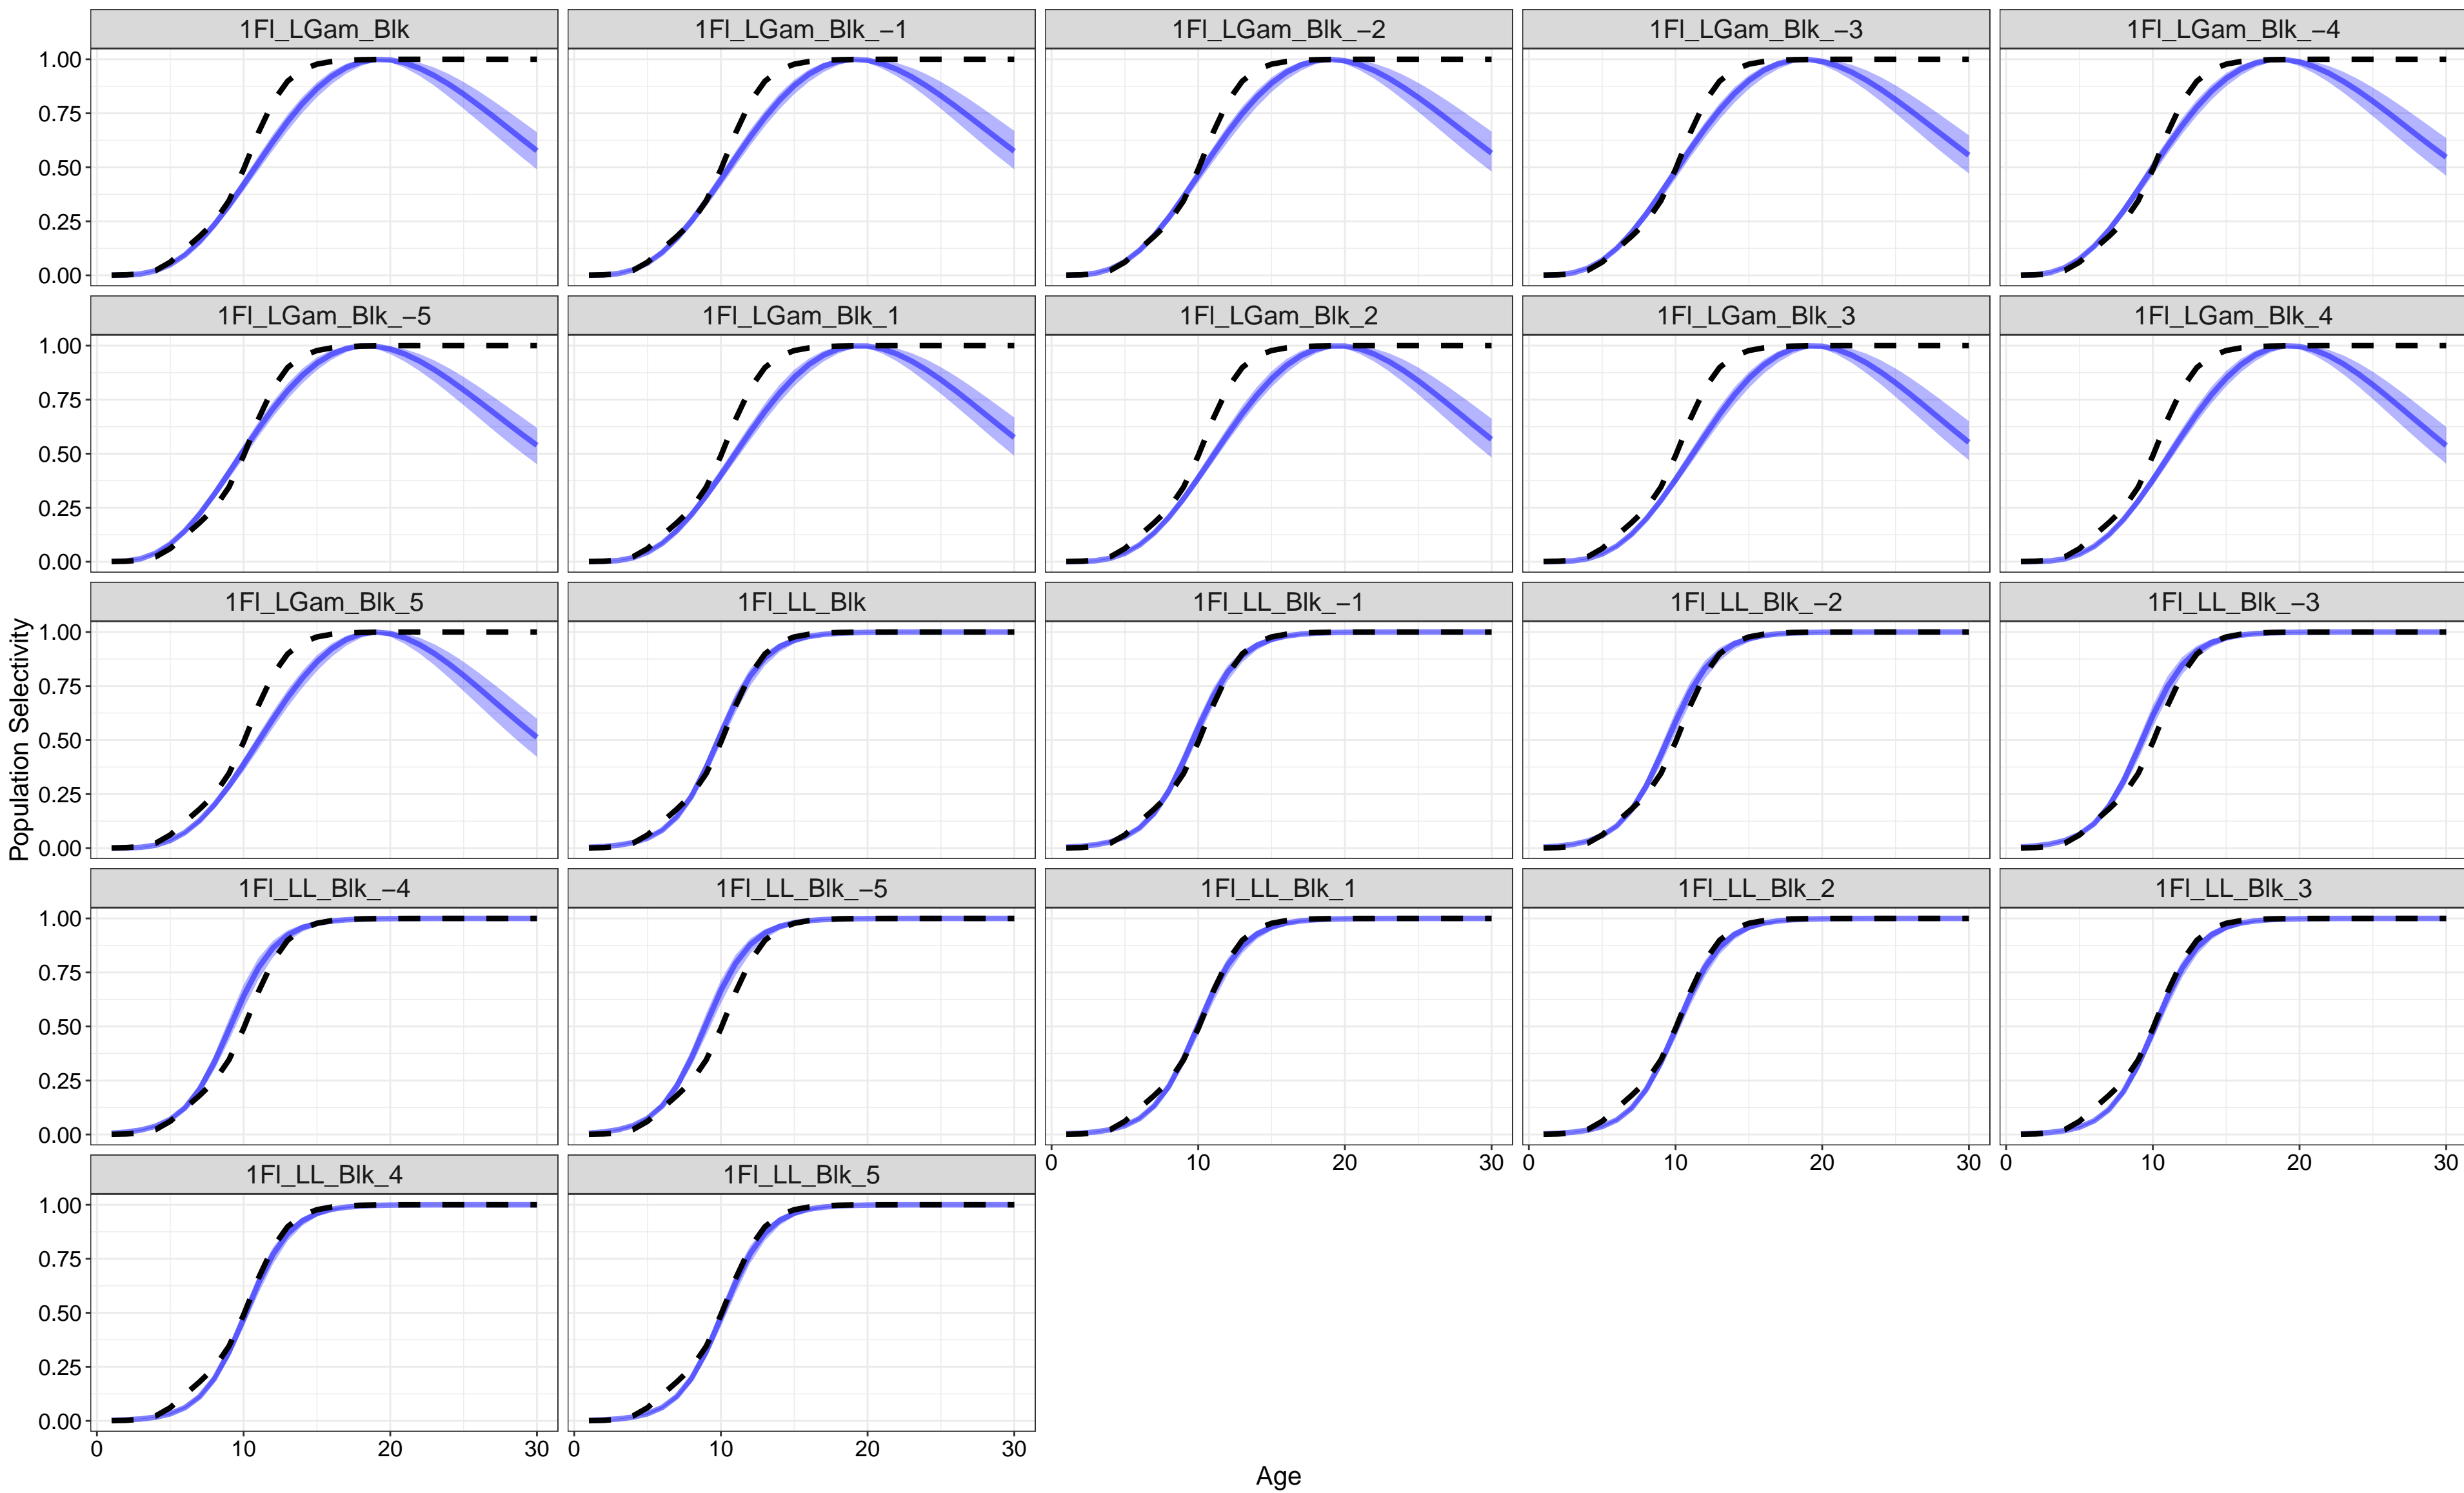 1Fl_LGam_Blk 1Fl_LGam_Blk_−1 1Fl_LGam_Blk_−2 1Fl_LGam_Blk_−3 1Fl_LGam_Blk_−4
1.00
0.75
0.50
0.25
0.00
1Fl_LGam_Blk_−5 1Fl_LGam_Blk_1 1Fl_LGam_Blk_2 1Fl_LGam_Blk_3 1Fl_LGam_Blk_4
1.00
0.75
0.50
0.25
0.00
1Fl_LGam_Blk_5 1Fl_LL_Blk 1Fl_LL_Blk_−1 1Fl_LL_Blk_−2 1Fl_LL_Blk_−3
1.00
0.75
0.50
0.25
0.00
Population Selectivity
1Fl_LL_Blk_−4 1Fl_LL_Blk_−5 1Fl_LL_Blk_1 1Fl_LL_Blk_2 1Fl_LL_Blk_3
1.00
0.75
0.50
0.25
0.00
0 10 20 30 0 10 20 30 0 10 20 30
1Fl_LL_Blk_4 1Fl_LL_Blk_5
1.00
0.75
0.50
0.25
0.00
0 10 20 30 0 10 20 30
Age